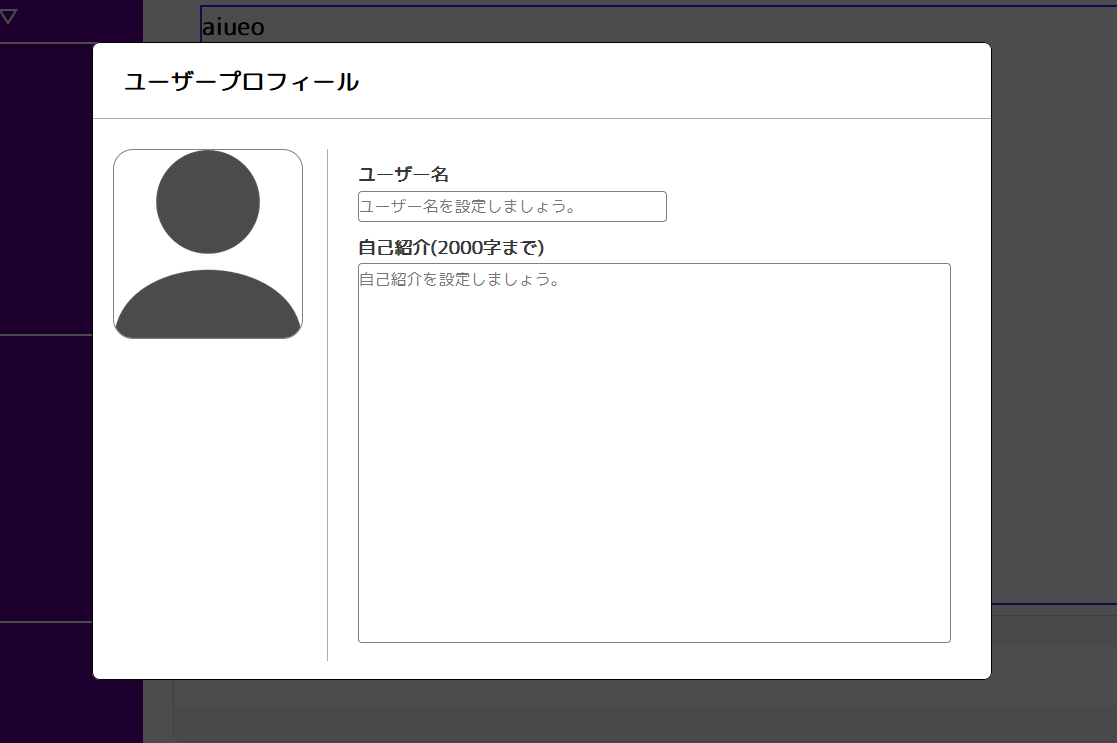 aiueo
ユーザープロフィール
ユーザー名
ユーザー名を設定しましょう。
自己紹介(2000字まで)
自己紹介を設定しましょう。